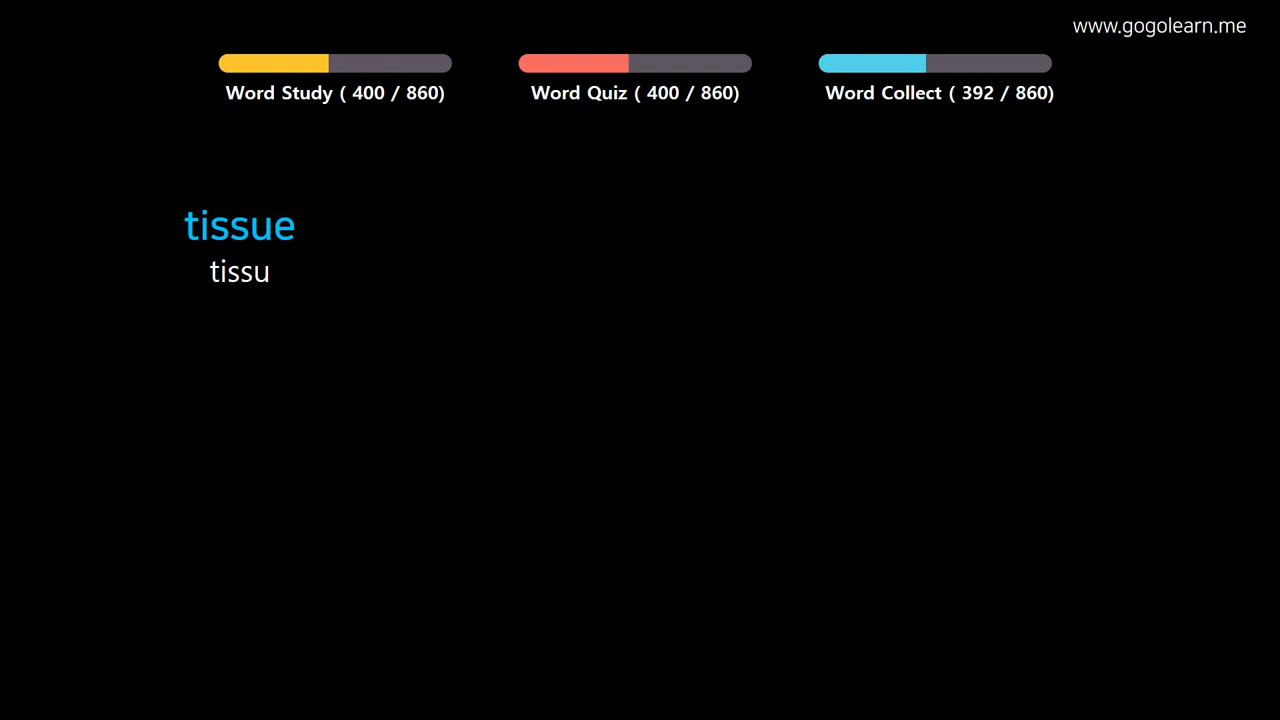 www.gogolearn.me
Word Study ( 400 / 860)
Word Quiz ( 400 / 860)
Word Collect ( 392 / 860)
tissue
tissu